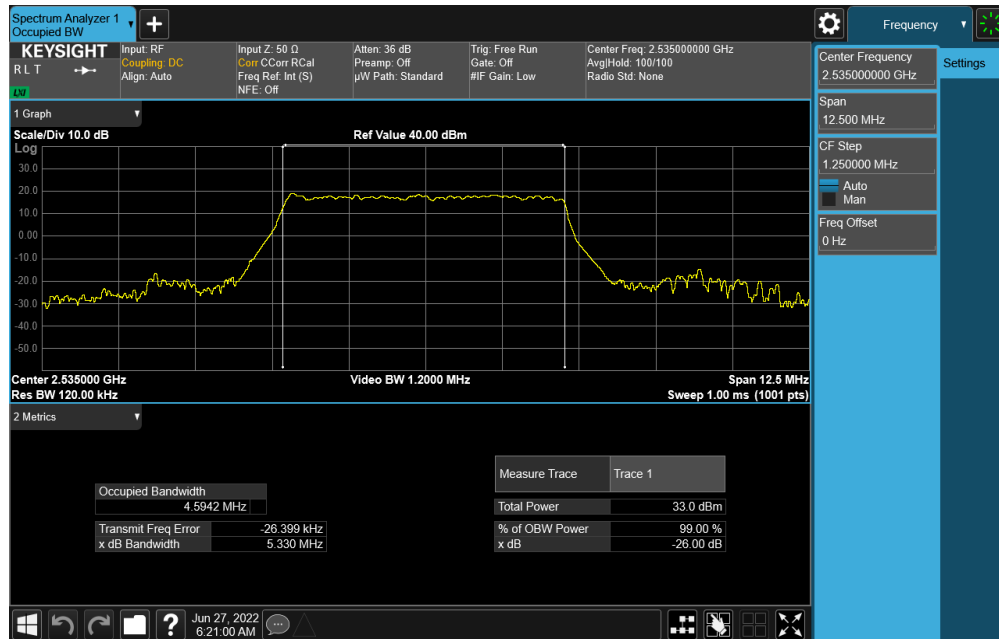 Spectrum Analyzer 1
Occupied BW
+
Frequency
KEYSIGHT
R L T
LXI
Input: RF
Coupling: DC
Align: Auto
Input Z: 50 Ω
Corr CCorr RCal
Freq Ref: Int (S)
NFE: Off
Atten: 36 dB
Preamp: Off
µW Path: Standard
Trig: Free Run
Gate: Off
#IF Gain: Low
Center Freq: 2.535000000 GHz
Avg|Hold: 100/100
Radio Std: None
Center Frequency
2.535000000 GHz
Settings
Span
12.500 MHz
CF Step
1.250000 MHz
Auto
Man
Freq Offset
0 Hz
1 Graph
Scale/Div 10.0 dB
Ref Value 40.00 dBm
Log
30.0
20.0
10.0
0.00
-10.0
-20.0
-30.0
-40.0
-50.0
Center 2.535000 GHz
Video BW 1.2000 MHz
Span 12.5 MHz
Res BW 120.00 kHz
Sweep 1.00 ms (1001 pts)
2 Metrics
Measure Trace Trace 1
Occupied Bandwidth
4.5942 MHz
Total Power 33.0 dBm
Transmit Freq Error -26.399 kHz
% of OBW Power 99.00 %
x dB Bandwidth 5.330 MHz
x dB -26.00 dB
?
Jun 27, 2022
6:21:00 AM